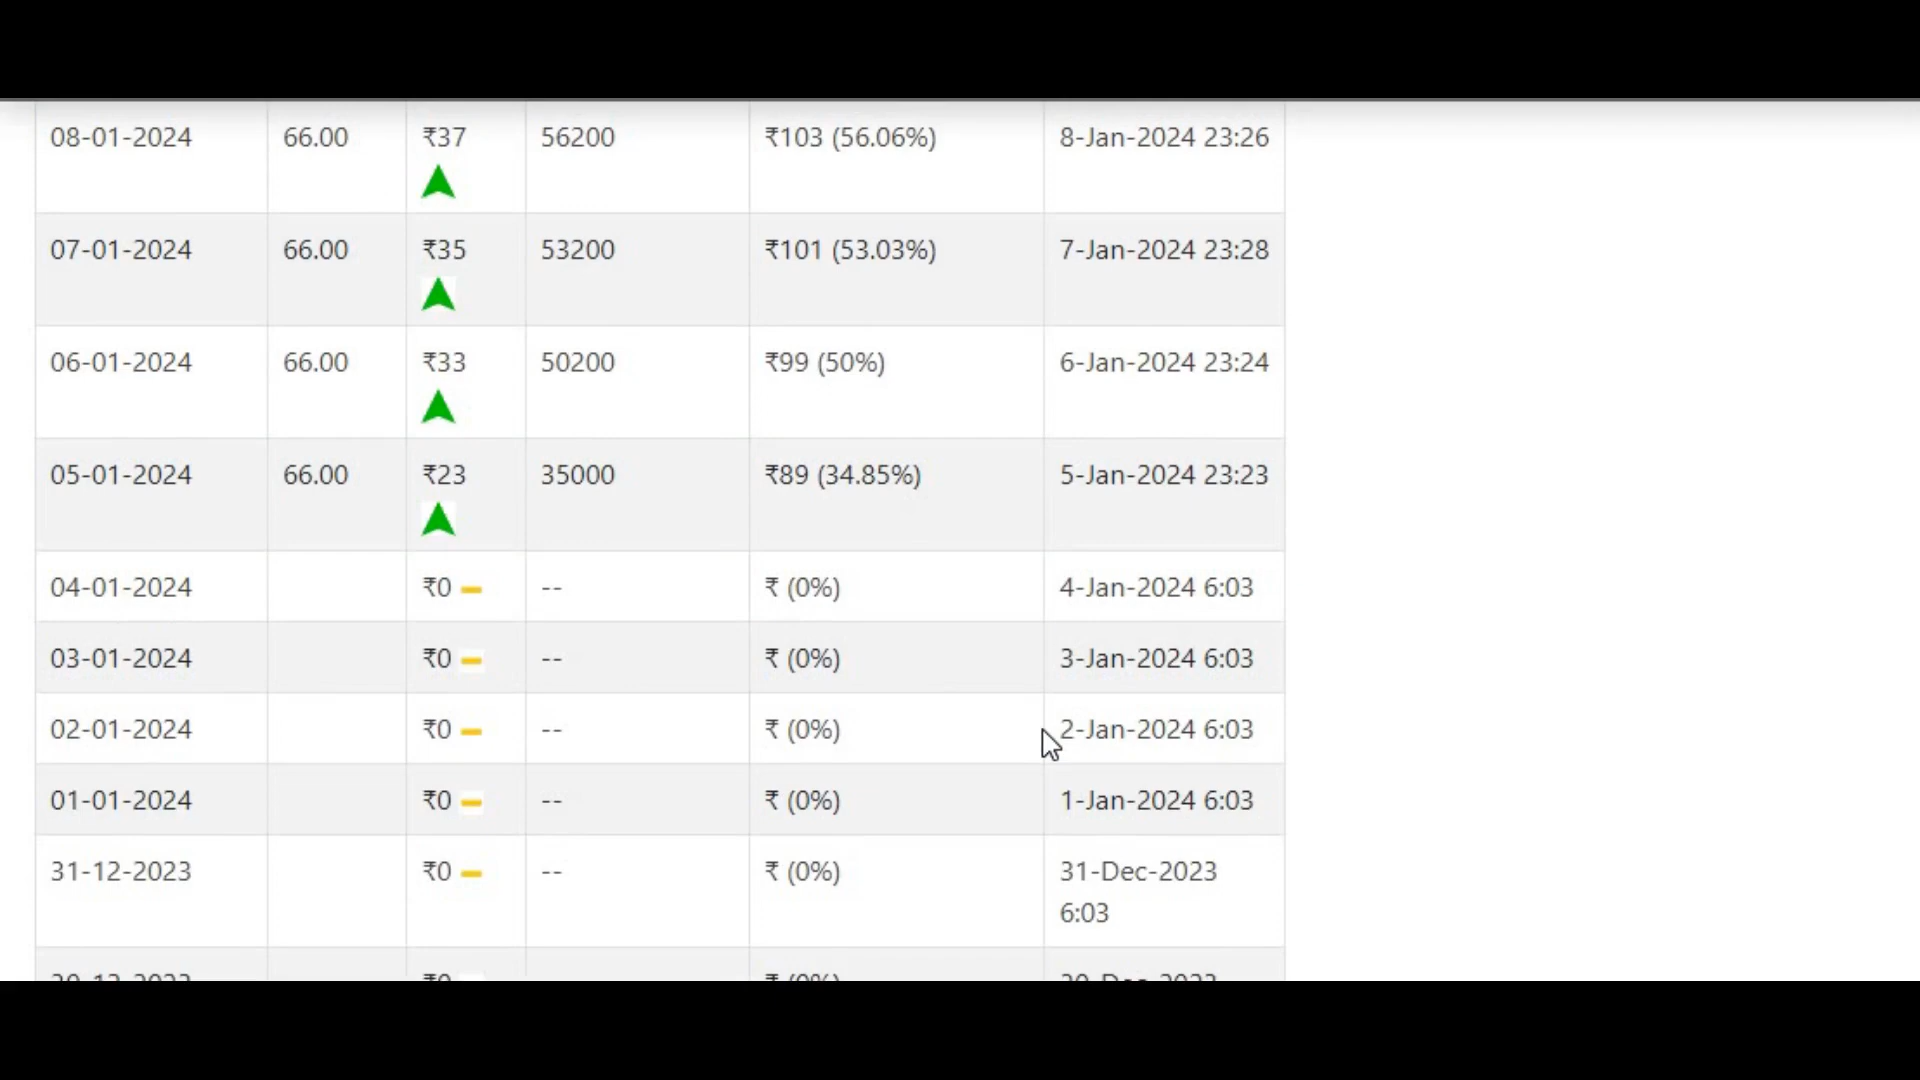 08-01-2024 66.00 ₹37 56200 ₹103 (56.06%) 8-Jan-2024 23:26
07-01-2024 66.00 ₹35 53200 ₹101 (53.03%) 7-Jan-2024 23:28
06-01-2024 66.00 ₹33 50200 ₹99 (50%) 6-Jan-2024 23:24
05-01-2024 66.00 ₹23 35000 ₹89 (34.85%) 5-Jan-2024 23:23
04-01-2024 ₹0 -- ₹ (0%) 4-Jan-2024 6:03
03-01-2024 ₹0 -- ₹ (0%) 3-Jan-2024 6:03
02-01-2024 ₹0 -- ₹ (0%) 2-Jan-2024 6:03
01-01-2024 ₹0 -- ₹ (0%) 1-Jan-2024 6:03
31-12-2023 ₹0 -- ₹ (0%) 31-Dec-2023
6:03